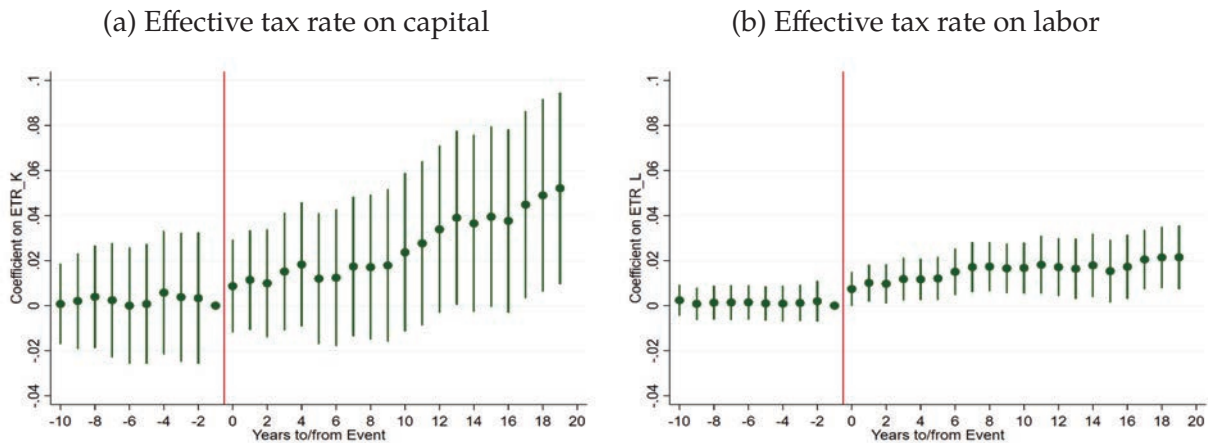 (a) Effective tax rate on capital
Coefficient on ETR_K
.1
.08
.06
.04
.02
0
-.02
-.04
-10 -9 -8 -6 -4 -2 0 2 4 6 8 10 12 14 16 18 20
Years to/from Event
(b) Effective tax rate on labor
Coefficient on ETR_L
.1
.08
.06
.04
.02
0
-.02
-.04
-10 -8 -6 -4 -2 0 2 4 6 8 10 12 14 16 18 20
Years to/from Event